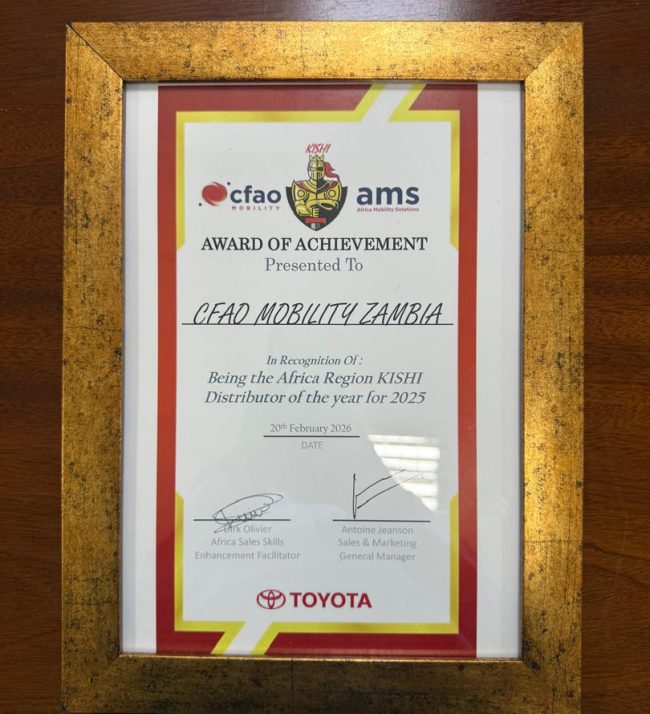 KISHI
cfao
MOBILITY
ams
Africa Mobility Solutions
AWARD OF ACHIEVEMENT
Presented To
CFAO MOBILITY ZAMBIA
In Recognition Of :
Being the Africa Region KISHI
Distributor of the year for 2025
20th February 2026
DATE
Dirk Olivier
Africa Sales Skills
Enhancement Facilitator
Antoine Jeanson
Sales & Marketing
General Manager
TOYOTA